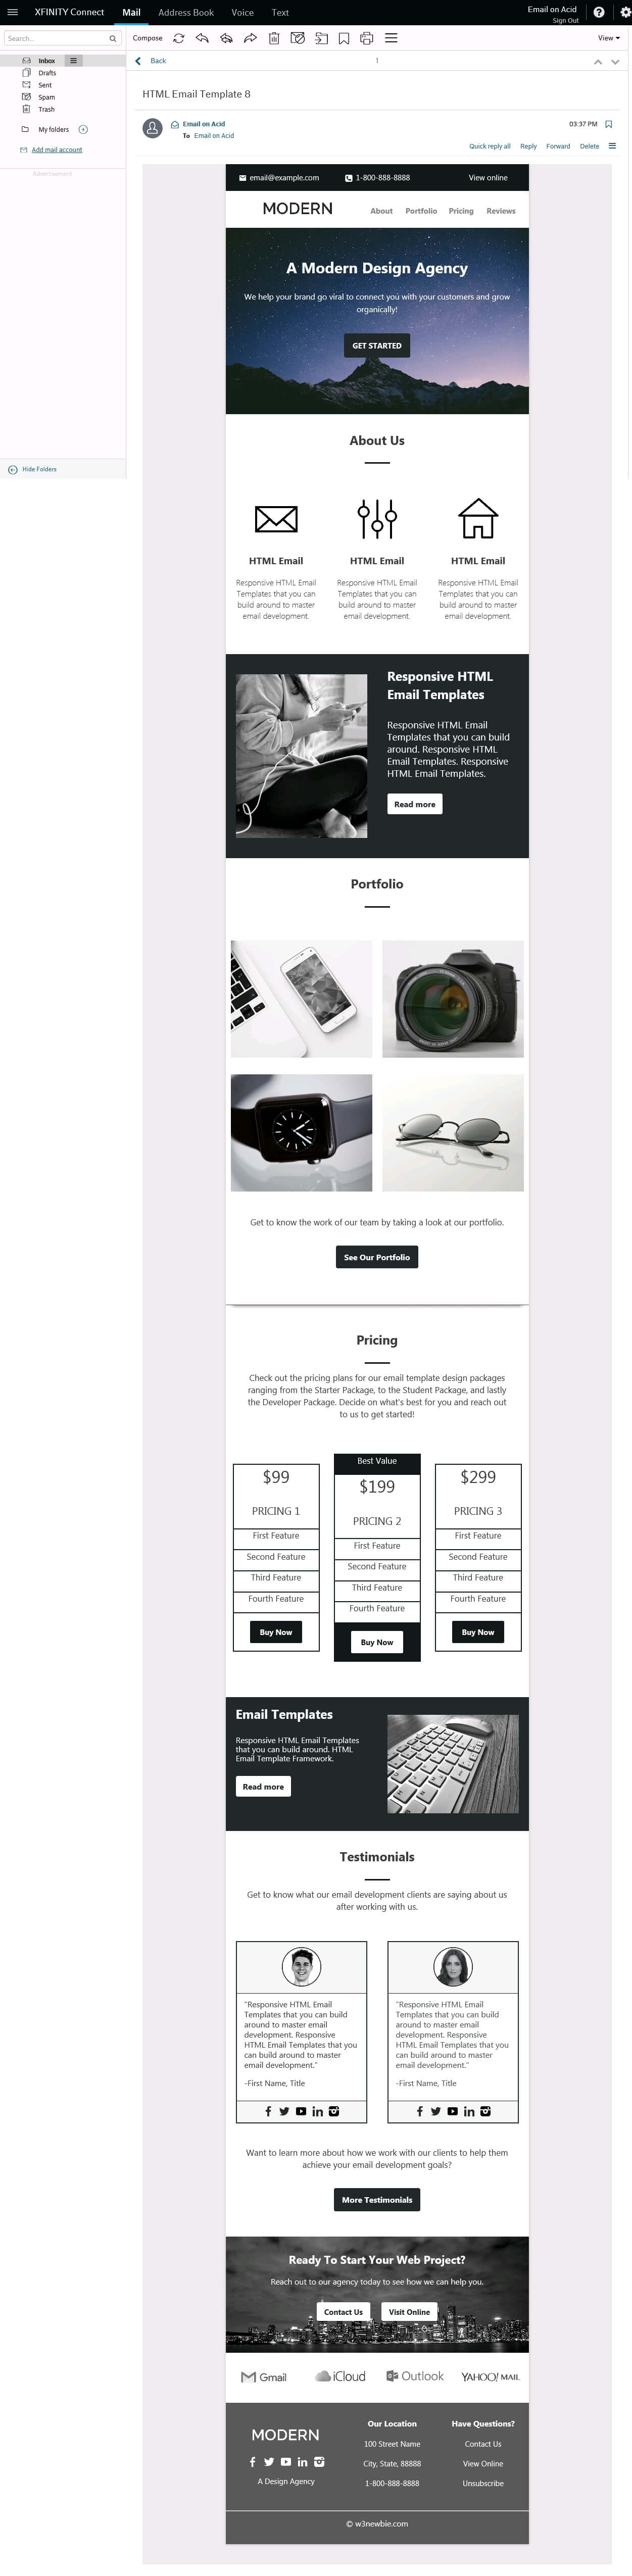 XFINITY Connect
Mail
Address Book
Voice
Text
Email on Acid
Sign Out
Search...
Compose
View
Inbox
Drafts
Sent
Spam
Trash
My folders
Add mail account
Advertisement
Hide Folders
Back
1
HTML Email Template 8
Email on Acid
03:37 PM
To Email on Acid
Quick reply all
Reply
Forward
Delete
email@example.com
1-800-888-8888
View online
MODERN
About
Portfolio
Pricing
Reviews
A Modern Design Agency
We help your brand go viral to connect you with your customers and grow
organically!
GET STARTED
About Us
HTML Email
Responsive HTML Email
Templates that you can
build around to master
email development.
HTML Email
Responsive HTML Email
Templates that you can
build around to master
email development.
HTML Email
Responsive HTML Email
Templates that you can
build around to master
email development.
Responsive HTML
Email Templates
Responsive HTML Email
Templates that you can build
around. Responsive HTML
Email Templates. Responsive
HTML Email Templates.
Read more
Portfolio
Get to know the work of our team by taking a look at our portfolio.
See Our Portfolio
Pricing
Check out the pricing plans for our email template design packages
ranging from the Starter Package, to the Student Package, and lastly
the Developer Package. Decide on what's best for you and reach out
to us to get started!
$99
PRICING 1
First Feature
Second Feature
Third Feature
Fourth Feature
Buy Now
Best Value
$199
PRICING 2
First Feature
Second Feature
Third Feature
Fourth Feature
Buy Now
$299
PRICING 3
First Feature
Second Feature
Third Feature
Fourth Feature
Buy Now
Email Templates
Responsive HTML Email Templates
that you can build around. HTML
Email Template Framework.
Read more
Testimonials
Get to know what our email development clients are saying about us
after working with us.
"Responsive HTML Email
Templates that you can build
around to master email
development. Responsive
HTML Email Templates that you
can build around to master
email development."
-First Name, Title
"Responsive HTML Email
Templates that you can build
around to master email
development. Responsive
HTML Email Templates that you
can build around to master
email development."
-First Name, Title
Want to learn more about how we work with our clients to help them
achieve your email development goals?
More Testimonials
Ready To Start Your Web Project?
Reach out to our agency today to see how we can help you.
Contact Us
Visit Online
Gmail
iCloud
Outlook
YAHOO! MAIL
MODERN
A Design Agency
Our Location
100 Street Name
City, State, 88888
1-800-888-8888
Have Questions?
Contact Us
View Online
Unsubscribe
© w3newbie.com